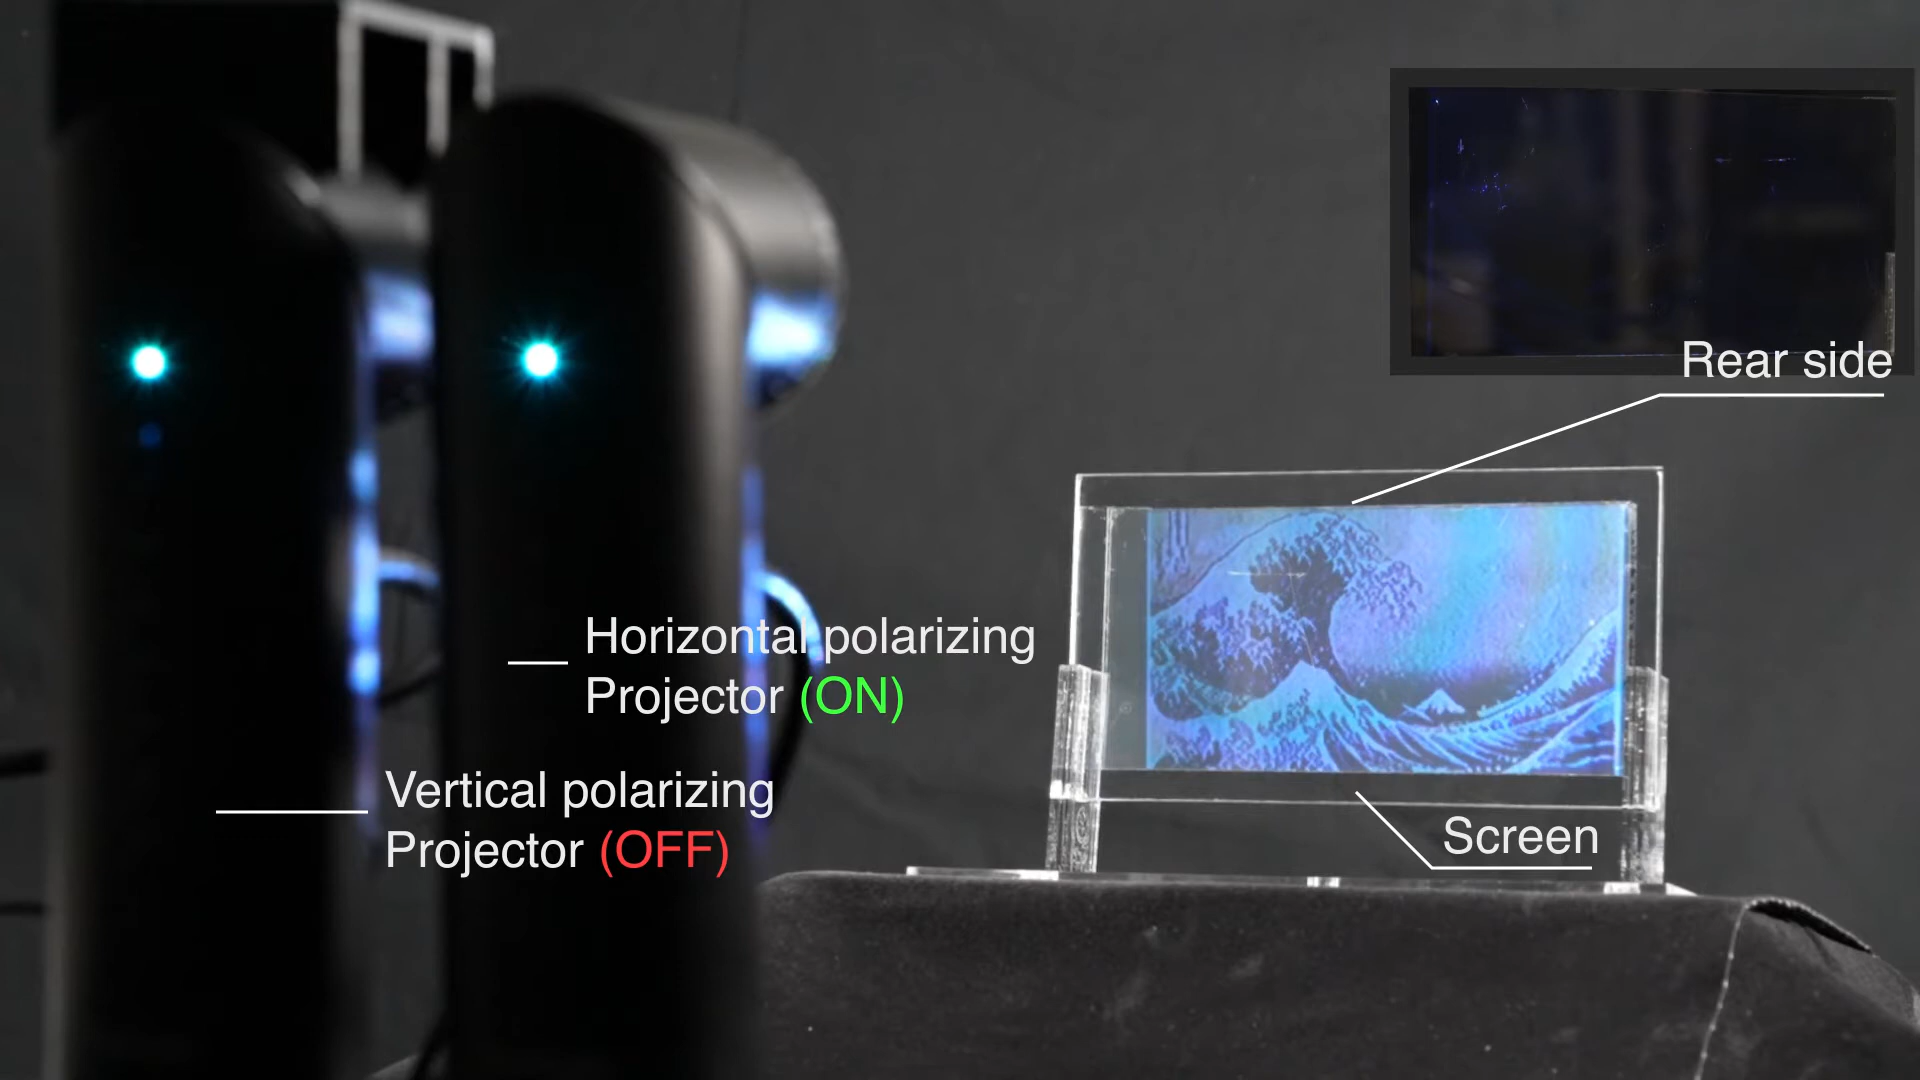 Rear side
Horizontal polarizing
Projector (ON)
Vertical polarizing
Projector (OFF)
Screen